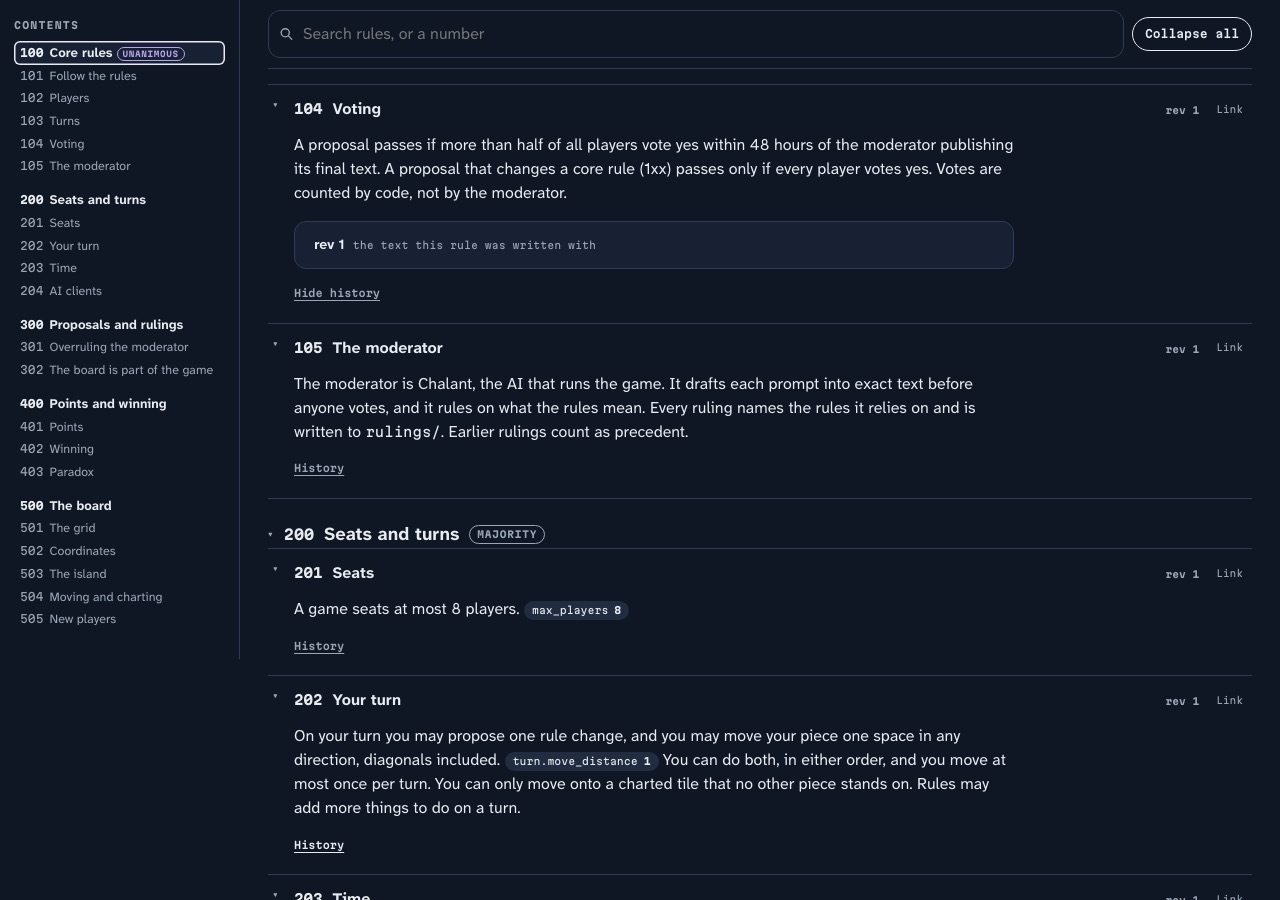 CONTENTS
100 Core rules UNANIMOUS
101 Follow the rules
102 Players
103 Turns
104 Voting
105 The moderator
200 Seats and turns
201 Seats
202 Your turn
203 Time
204 AI clients
300 Proposals and rulings
301 Overruling the moderator
302 The board is part of the game
400 Points and winning
401 Points
402 Winning
403 Paradox
500 The board
501 The grid
502 Coordinates
503 The island
504 Moving and charting
505 New players
Search rules, or a number
Collapse all
104 Voting rev 1 Link
A proposal passes if more than half of all players vote yes within 48 hours of the moderator publishing
its final text. A proposal that changes a core rule (1xx) passes only if every player votes yes. Votes are
counted by code, not by the moderator.
rev 1 the text this rule was written with
Hide history
105 The moderator rev 1 Link
The moderator is Chalant, the AI that runs the game. It drafts each prompt into exact text before
anyone votes, and it rules on what the rules mean. Every ruling names the rules it relies on and is
written to rulings/. Earlier rulings count as precedent.
History
200 Seats and turns MAJORITY
201 Seats rev 1 Link
A game seats at most 8 players. max_players 8
History
202 Your turn rev 1 Link
On your turn you may propose one rule change, and you may move your piece one space in any
direction, diagonals included. turn.move_distance 1 You can do both, in either order, and you move at
most once per turn. You can only move onto a charted tile that no other piece stands on. Rules may
add more things to do on a turn.
History
203 Time rev 1 Link